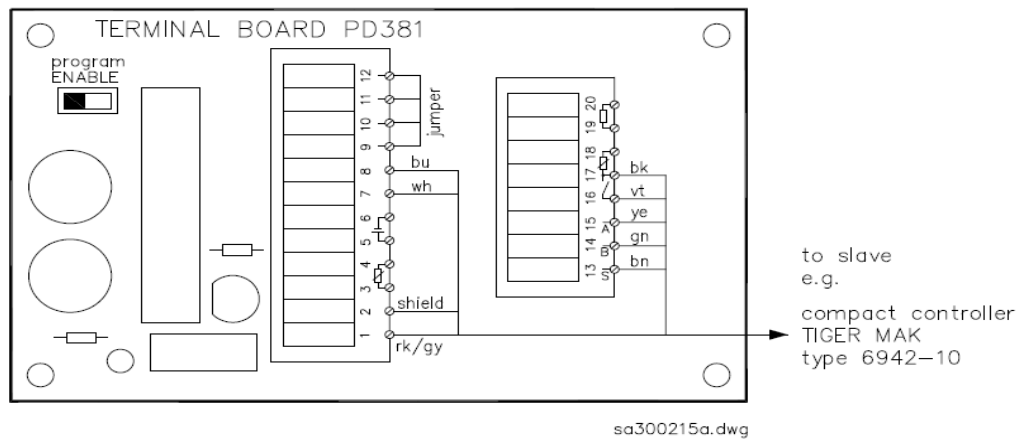 TERMINAL BOARD PD381
program
ENABLE
12
11
10
9
8
7
6
5
4
3
2
1
jumper
bu
wh
shield
rk/gy
20
19
18
17
16
15
14
13
A
B
S
bk
vt
ye
gn
bn
to slave
e.g.
compact controller
TIGER MAK
type 6942-10
sa300215a.dwg